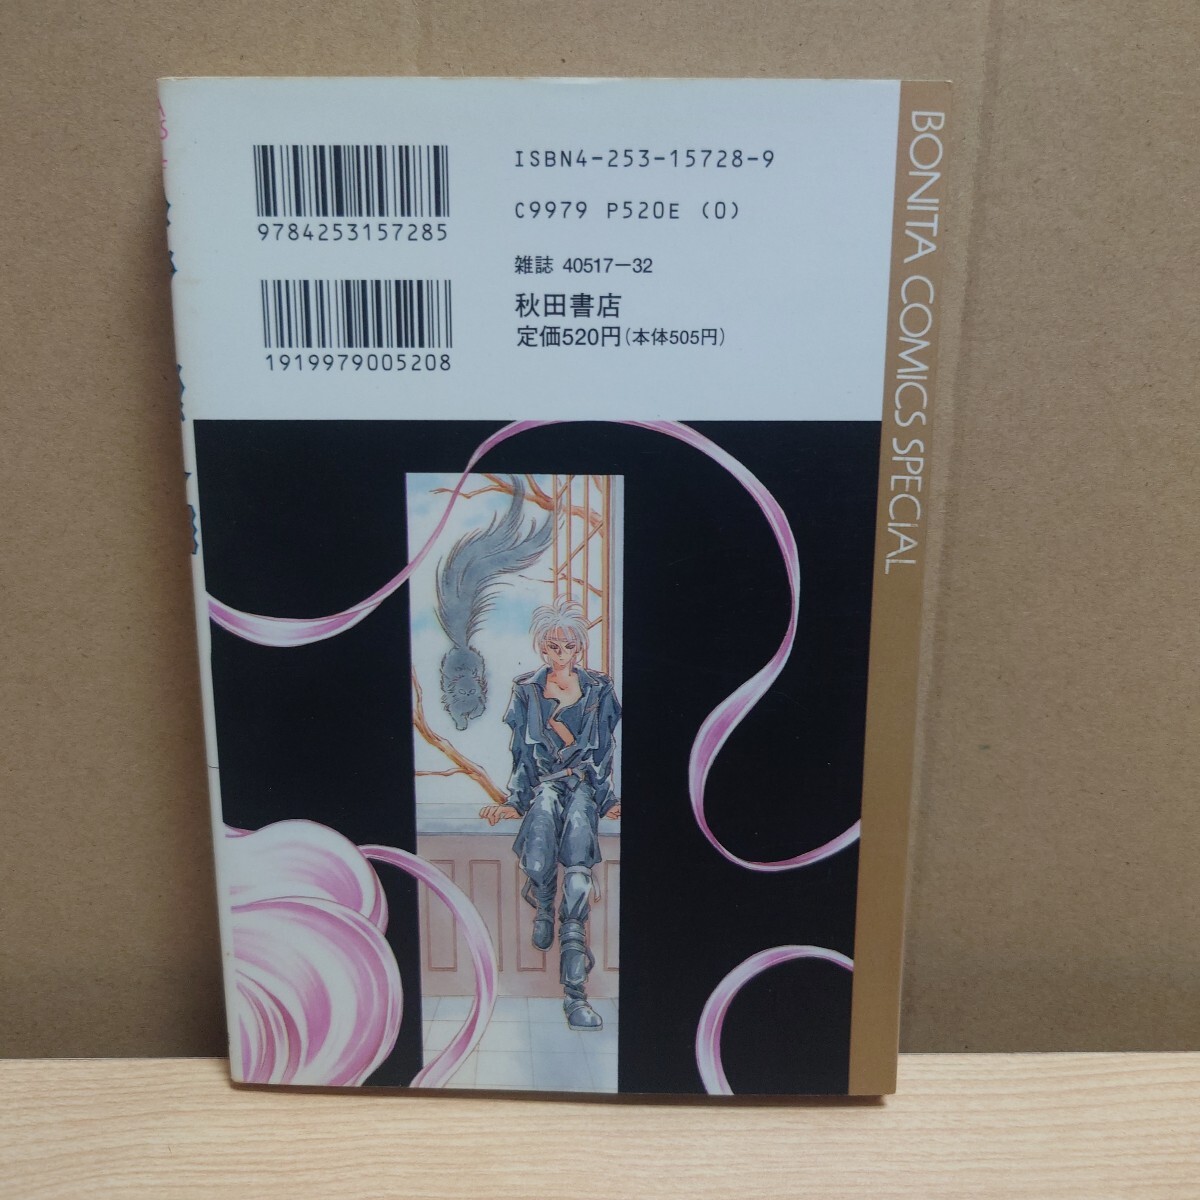 ISBN4-253-15728-9
9784253157285
C9979 P520E (0)
雑誌 40517-32
秋田書店
定価520円(本体505円)
1919979005208
BONITA COMICS SPECIAL